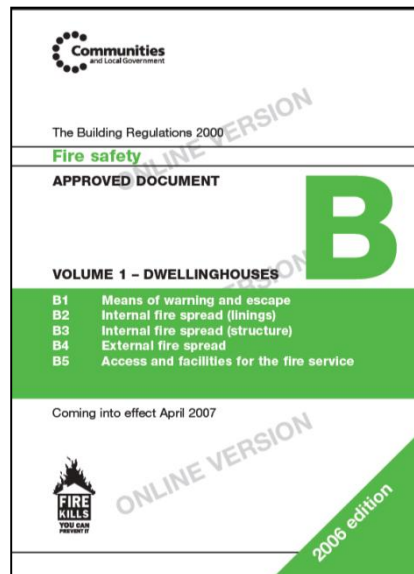 Communities
and Local Government
ONLINE VERSION
The Building Regulations 2000
Fire safety
APPROVED DOCUMENT
B
ONLINE VERSION
VOLUME 1 – DWELLINGHOUSES
B1 Means of warning and escape
B2 Internal fire spread (linings)
B3 Internal fire spread (structure)
B4 External fire spread
B5 Access and facilities for the fire service
Coming into effect April 2007
ONLINE VERSION
FIRE
KILLS
YOU CAN
PREVENT IT
2006 edition